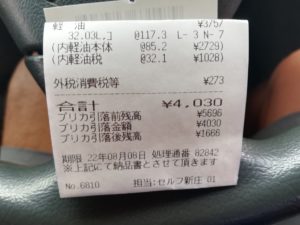 軽 油 ¥3757
32.03L @117.3 L-3 N-7
(内軽油本体 @85.2 ¥2729)
(内軽油税 @32.1 ¥1028)
外税消費税等 ¥273
合計 ¥4,030
プリカ引落前残高 ¥5696
プリカ引落金額 ¥4030
プリカ引落後残高 ¥1666
期限 22年08月08日 処理通番 82842
※上記にて納品書とさせて頂きます
No.6810 担当:セルフ新庄 01